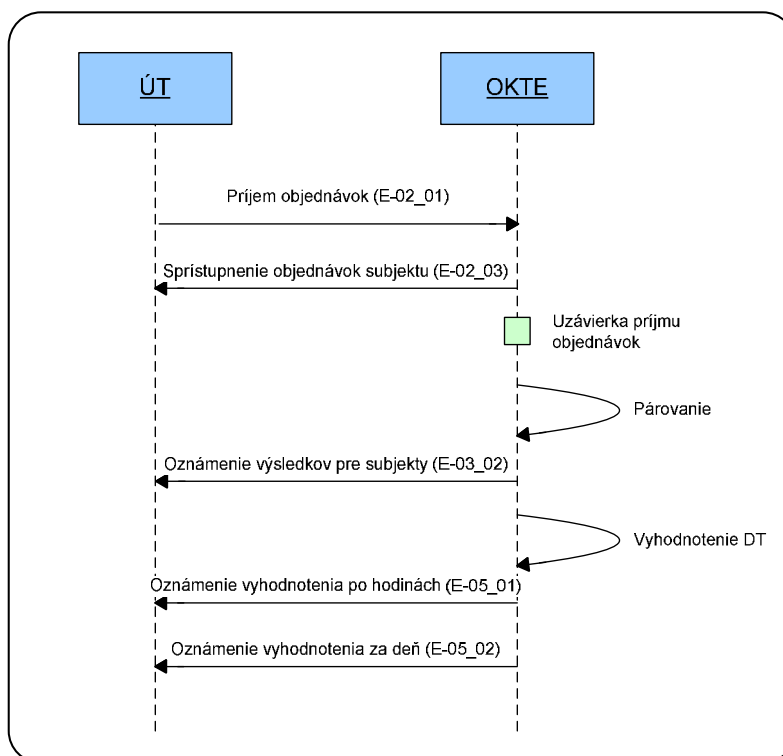 ÚT
OKTE
Príjem objednávok (E-02_01)
Sprístupnenie objednávok subjektu (E-02_03)
Uzávierka príjmu
objednávok
Párovanie
Oznámenie výsledkov pre subjekty (E-03_02)
Vyhodnotenie DT
Oznámenie vyhodnotenia po hodinách (E-05_01)
Oznámenie vyhodnotenia za deň (E-05_02)